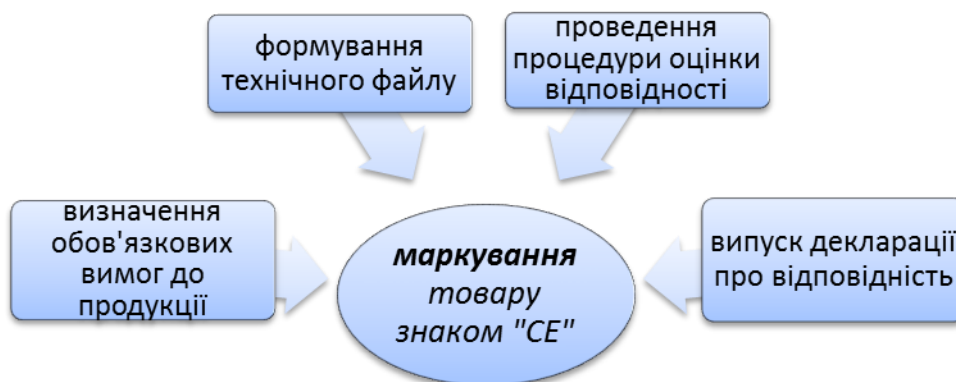 формування
технічного файлу
проведення
процедури оцінки
відповідності
визначення
обов'язкових
вимог до
продукції
маркування
товару
знаком "СЕ"
випуск декларації
про відповідність